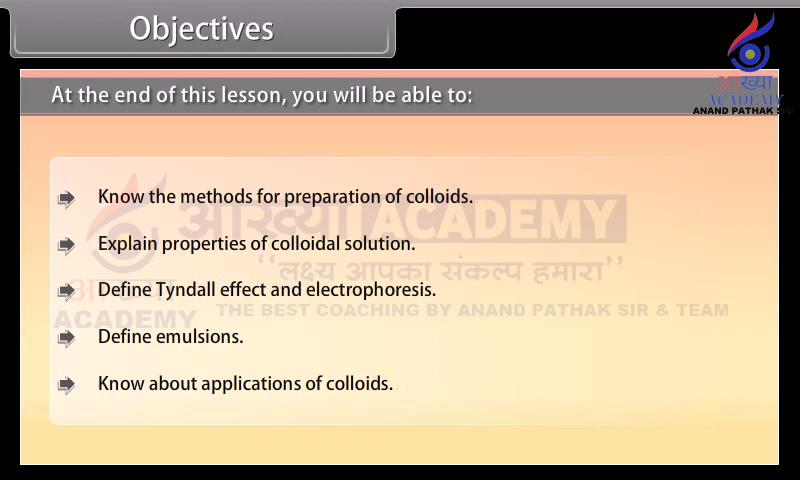 Objectives
आख्या
ACADEMY
ANAND PATHAK SIR
At the end of this lesson, you will be able to:
Know the methods for preparation of colloids.
आख्या ACADEMY
Explain properties of colloidal solution.
‘‘लक्ष्य आपका संकल्प हमारा’’
Define Tyndall effect and electrophoresis.
आख्या
ACADEMY
THE BEST COACHING BY ANAND PATHAK SIR & TEAM
Define emulsions.
Know about applications of colloids.